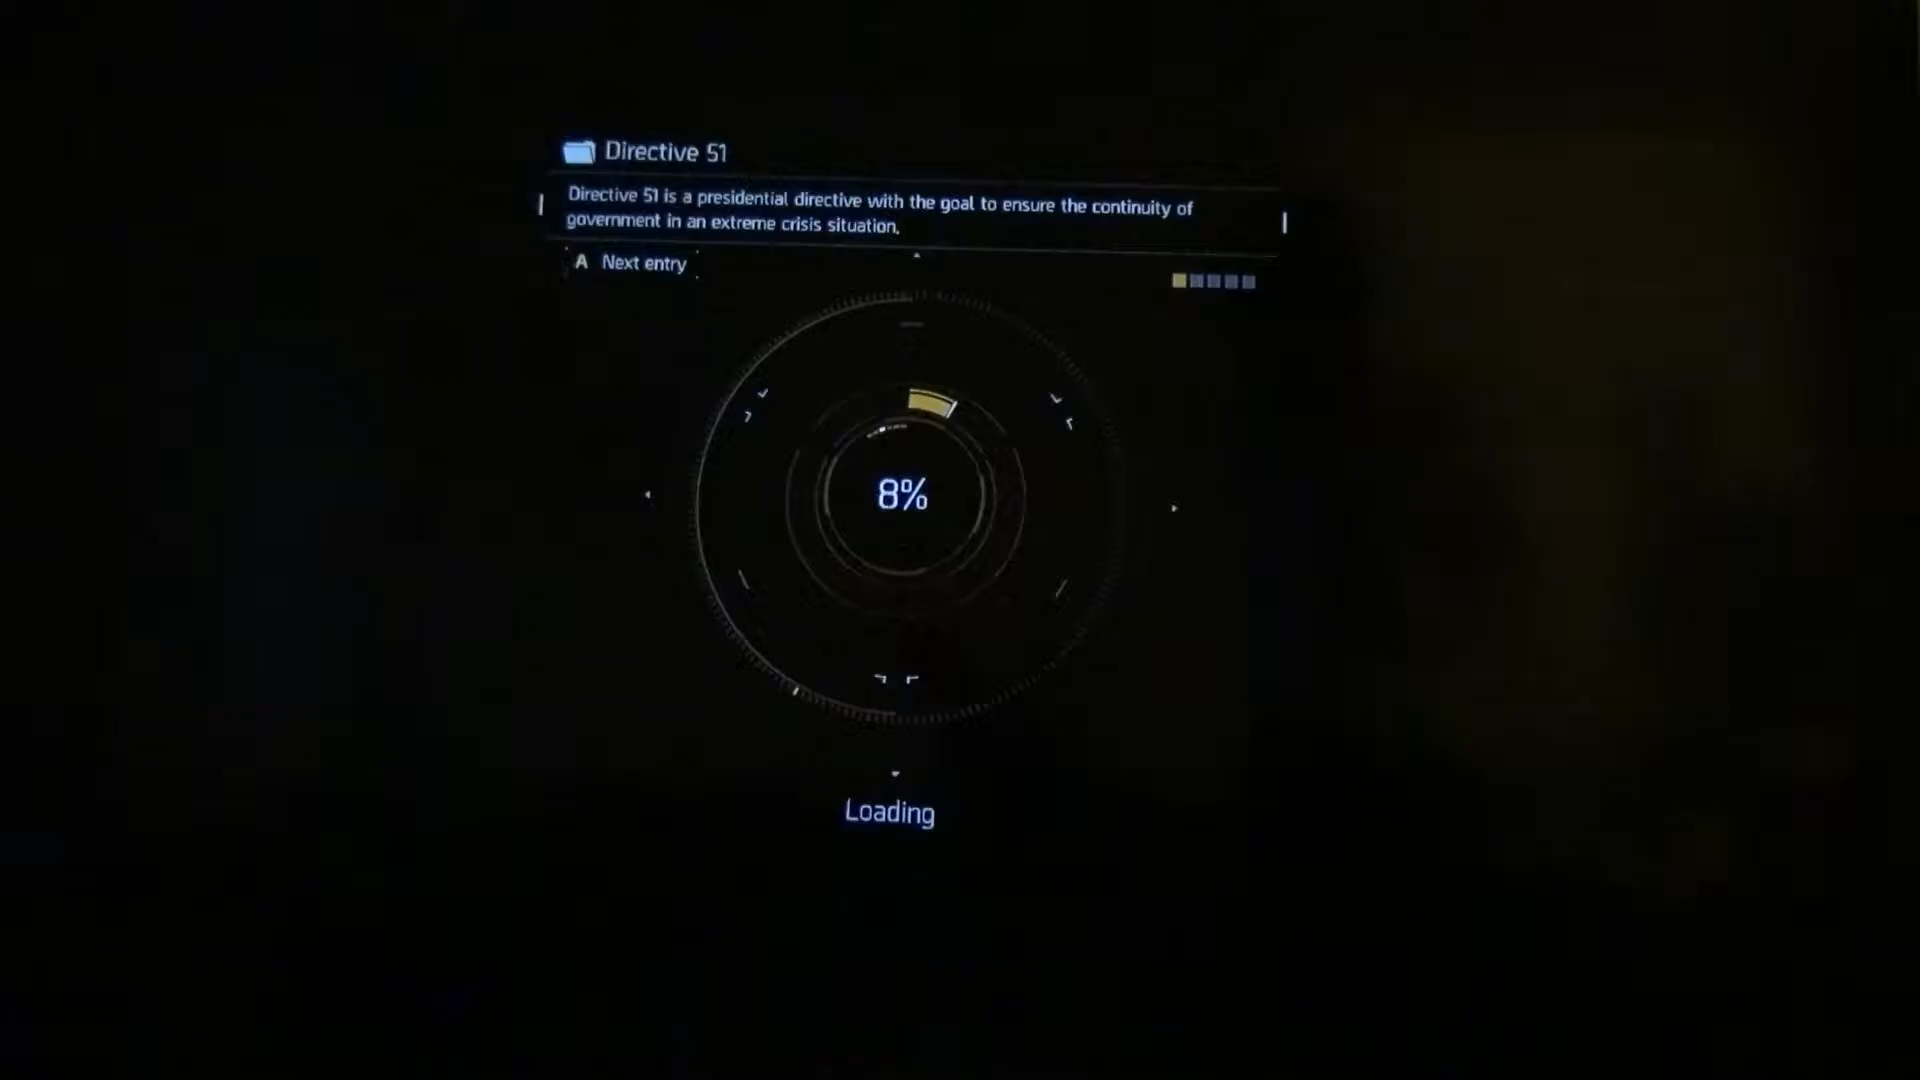 Directive 51
Directive 51 is a presidential directive with the goal to ensure the continuity of
government in an extreme crisis situation.
A Next entry
8%
Loading